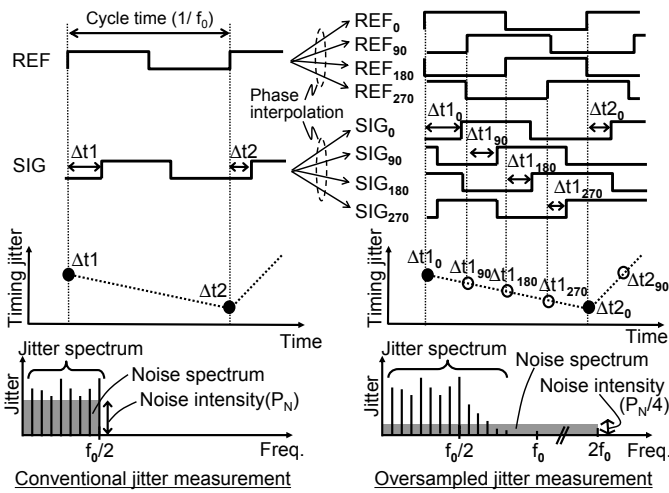 Cycle time (1/ f0)
REF
Δt1
Δt2
SIG
Timing jitter
Δt1
Δt2
Time
Jitter spectrum
Jitter
Noise spectrum
Noise intensity(PN)
f0/2
Freq.
Conventional jitter measurement
Phase
interpolation
REF0
REF90
REF180
REF270
SIG0
SIG90
SIG180
SIG270
Δt10
Δt20
Δt190
Δt1180
Δt1270
Timing jitter
Δt10
Δt190
Δt1180
Δt1270
Δt20
Δt290
Time
Jitter spectrum
Jitter
Noise spectrum
Noise intensity
(PN/4)
f0/2
f0
2f0
Freq.
Oversampled jitter measurement